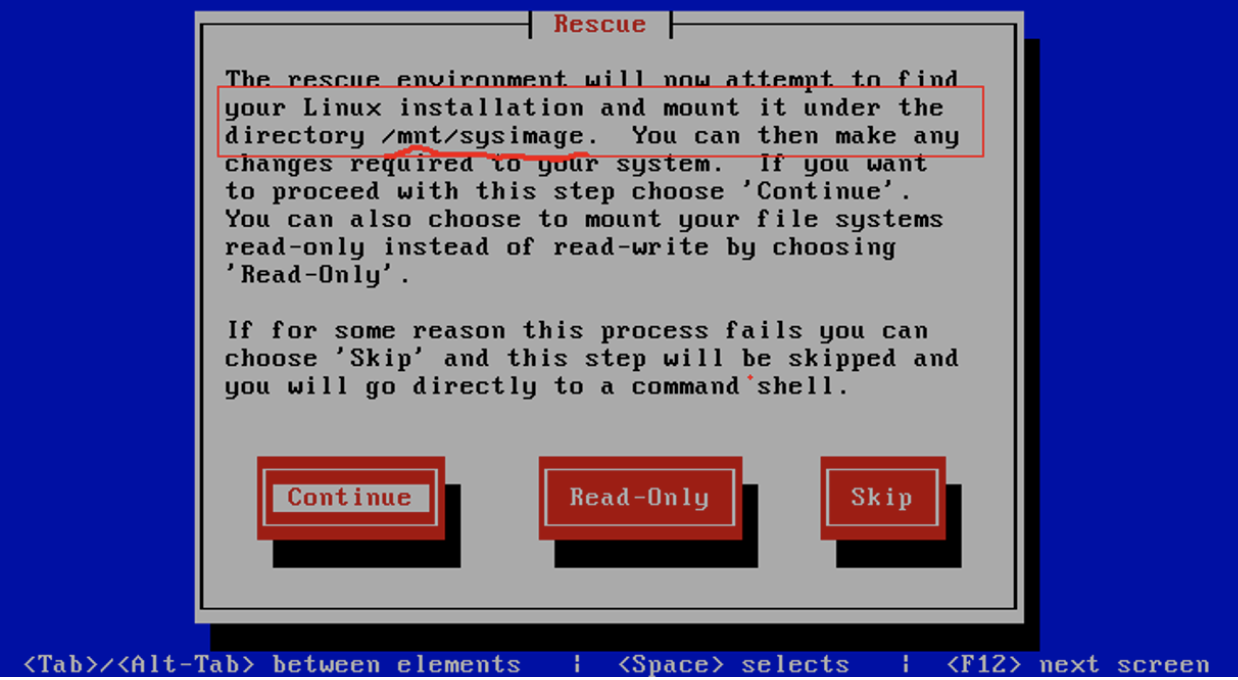 Rescue
The rescue environment will now attempt to find
your Linux installation and mount it under the
directory /mnt/sysimage.  You can then make any
changes required to your system.  If you want
to proceed with this step choose 'Continue'.
You can also choose to mount your file systems
read-only instead of read-write by choosing
'Read-Only'.
If for some reason this process fails you can
choose 'Skip' and this step will be skipped and
you will go directly to a command shell.
Continue Read-Only Skip
<Tab>/<Alt-Tab> between elements | <Space> selects | <F12> next screen